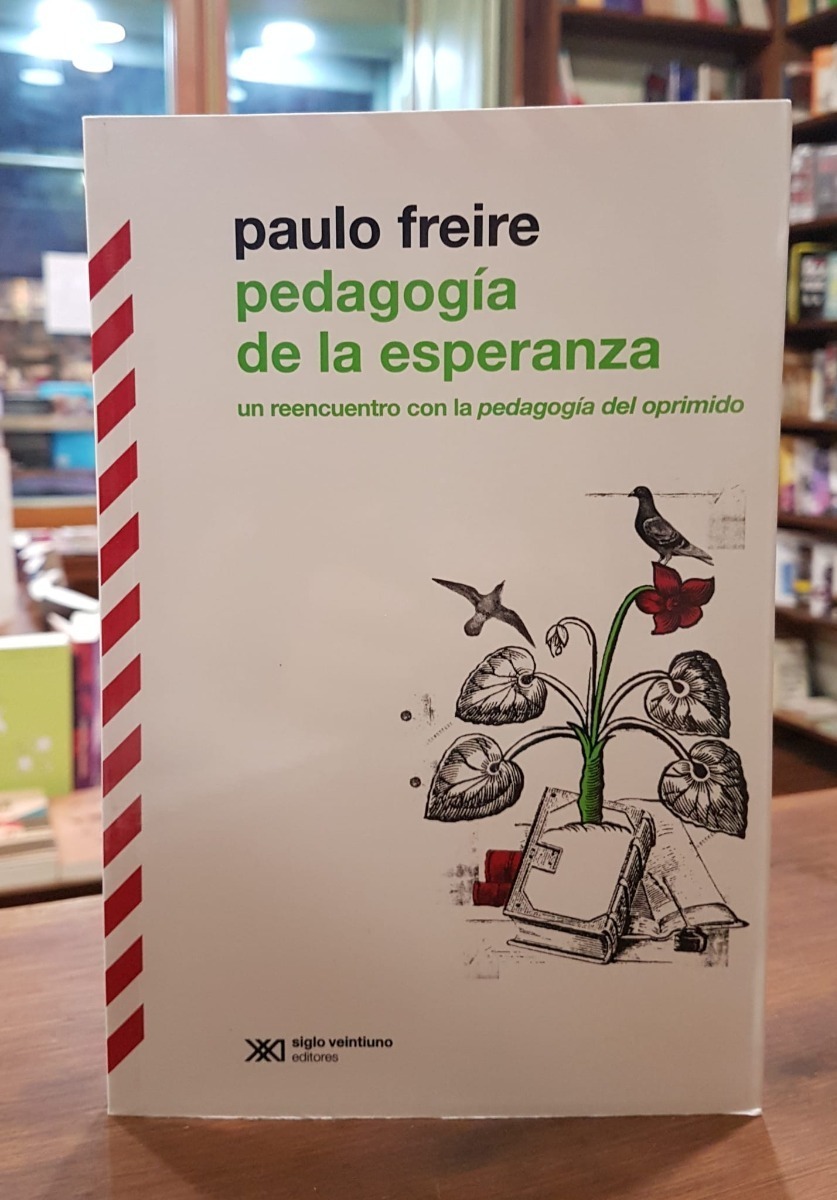 paulo freire
pedagogía
de la esperanza
un reencuentro con la pedagogía del oprimido
siglo veintiuno
editores